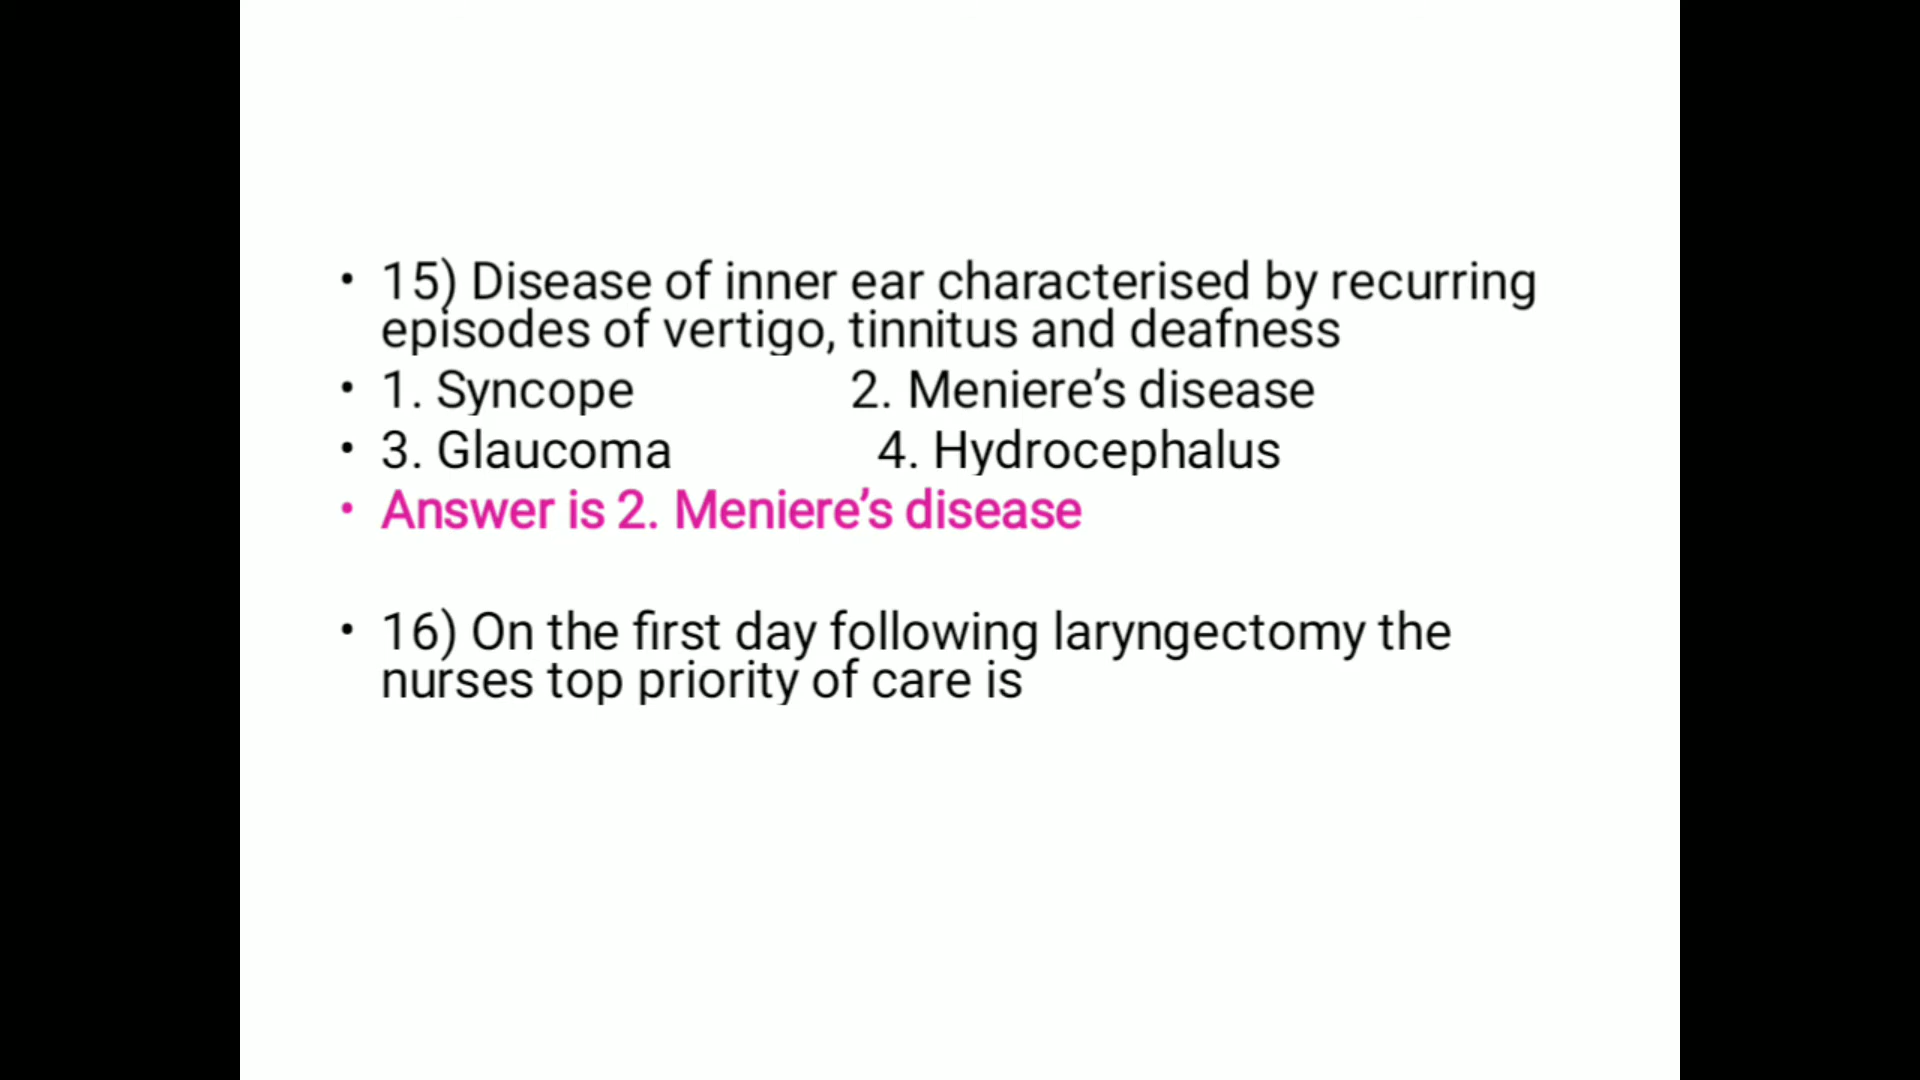 • 15) Disease of inner ear characterised by recurring
episodes of vertigo, tinnitus and deafness
• 1. Syncope 2. Meniere’s disease
• 3. Glaucoma 4. Hydrocephalus
• Answer is 2. Meniere’s disease
• 16) On the first day following laryngectomy the
nurses top priority of care is